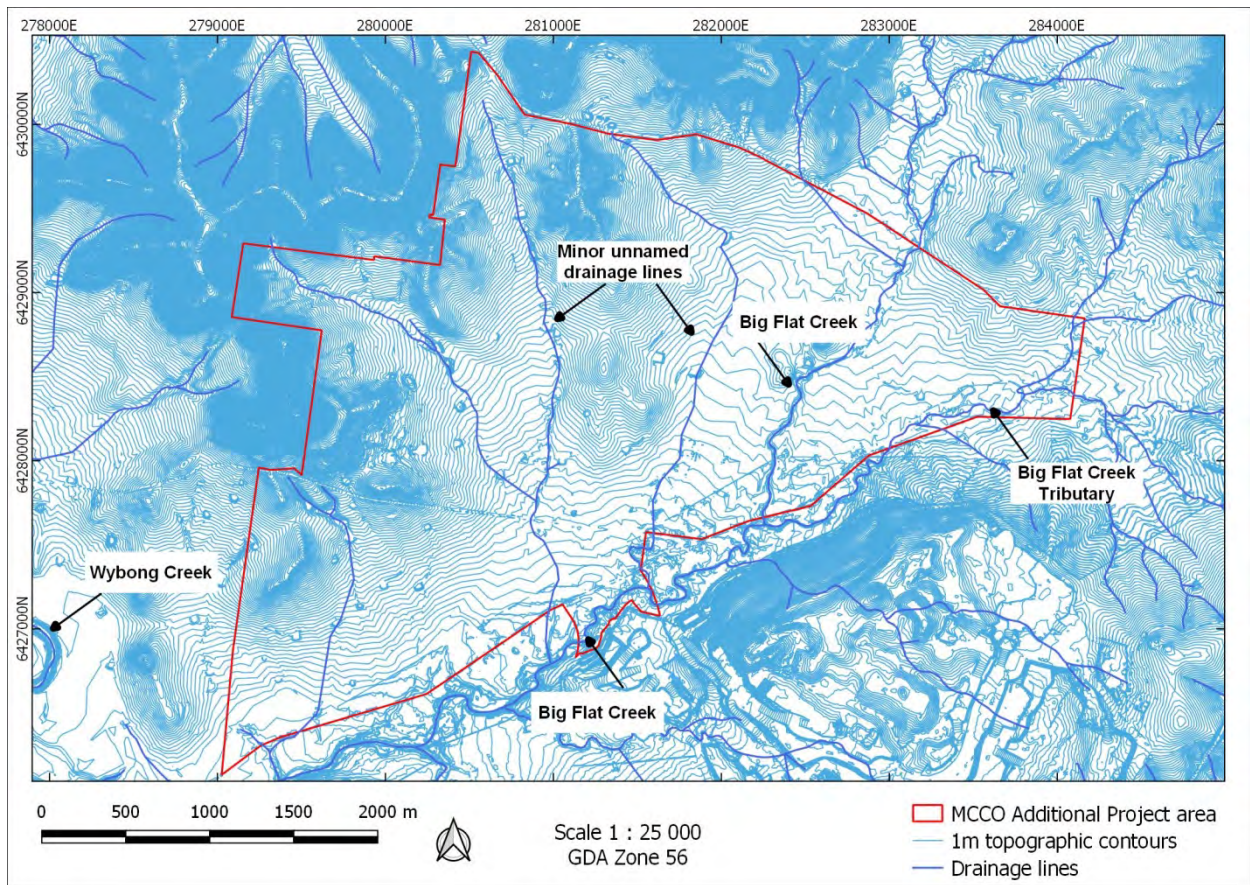 278000E 279000E 280000E 281000E 282000E 283000E 284000E
6430000N
6429000N
6428000N
6427000N
Minor unnamed
drainage lines
Big Flat Creek
Big Flat Creek
Tributary
Wybong Creek
Big Flat Creek
0 500 1000 1500 2000 m
Scale 1 : 25 000
GDA Zone 56
MCCO Additional Project area
1m topographic contours
Drainage lines